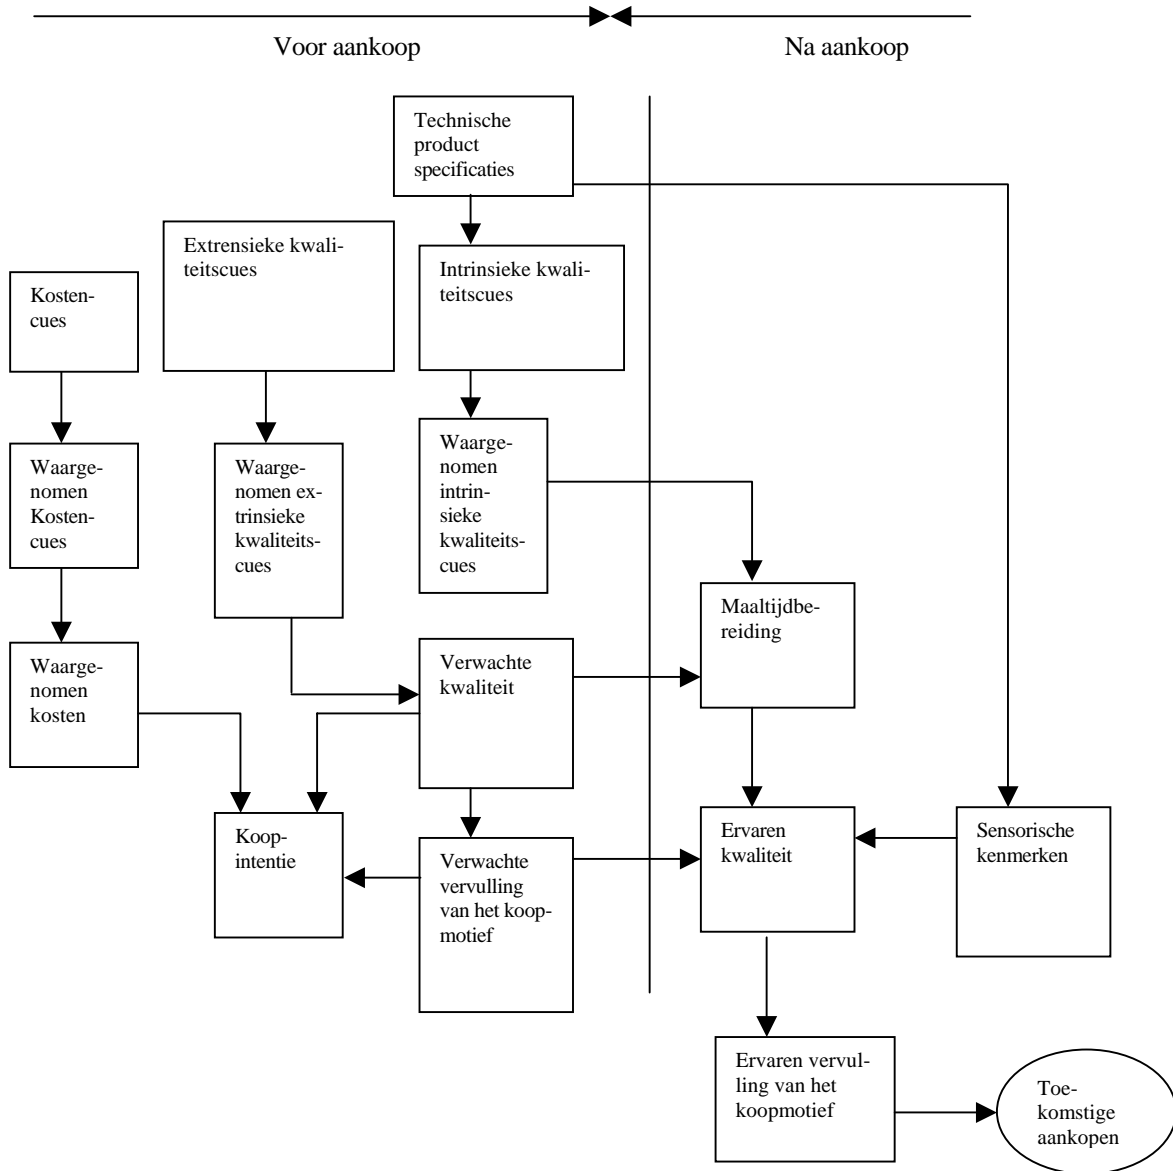 Voor aankoop
Na aankoop
Technische
product
specificaties
Extrensieke kwali-
teitscues
Intrinsieke kwali-
teitscues
Kosten-
cues
Waarge-
nomen
Kosten-
cues
Waarge-
nomen ex-
trinsieke
kwaliteits-
cues
Waarge-
nomen
intrin-
sieke
kwaliteits-
cues
Maaltijdbe-
reiding
Waarge-
nomen
kosten
Verwachte
kwaliteit
Koop-
intentie
Verwachte
vervulling
van het koop-
motief
Ervaren
kwaliteit
Sensorische
kenmerken
Ervaren vervul-
ling van het
koopmotief
Toe-
komstige
aankopen